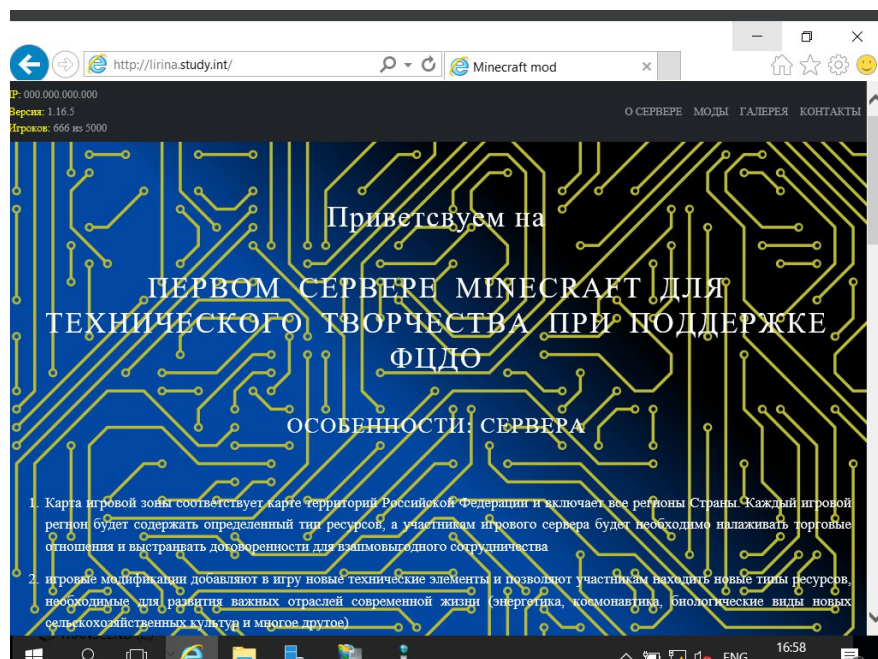 http://lirina.study.int/
Minecraft mod
IP: 000.000.000.000
Версия: 1.16.5
Игроков: 666 из 5000
О СЕРВЕРЕ МОДЫ ГАЛЕРЕЯ КОНТАКТЫ
Приветсвуем на
ПЕРВОМ СЕРВЕРЕ MINECRAFT ДЛЯ
ТЕХНИЧЕСКОГО ТВОРЧЕСТВА ПРИ ПОДДЕРЖКЕ
ФЦДО
ОСОБЕННОСТИ: СЕРВЕРА
1. Карта игровой зоны соответствует карте территорий Российской Федерации и включает все регионы Страны. Каждый игровой
регион будет содержать определенный тип ресурсов, а участникам игрового сервера будет необходимо налаживать торговые
отношения и выстраивать договоренности для взаимовыгодного сотрудничества
2. игровые модификации добавляют в игру новые технические элементы и позволяют участникам находить новые типы ресурсов,
необходимые для развития важных отраслей современной жизни (энергетика, космонавтика, биологические виды новых
сельскохозяйственных культур и многое другое)
ENG
16:58